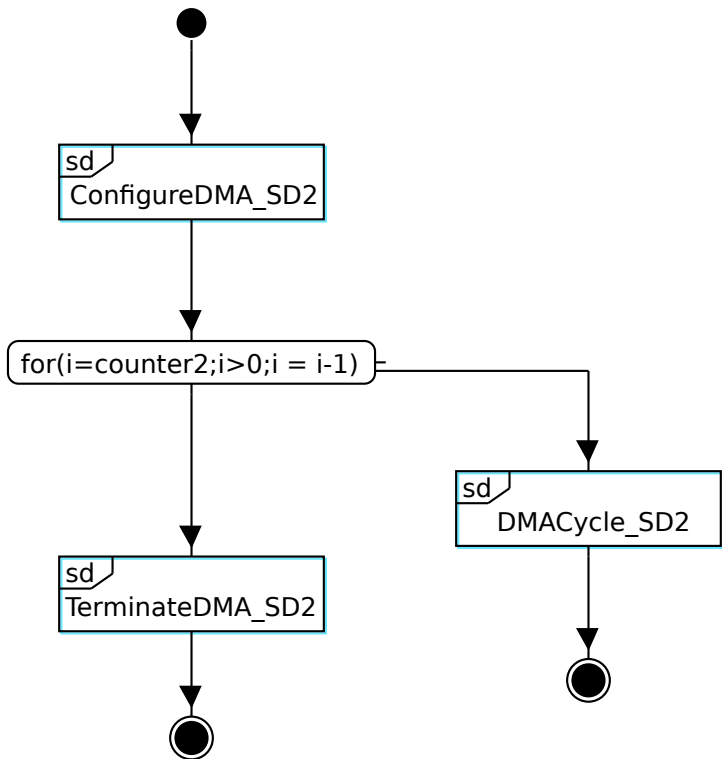 sd
ConfigureDMA_SD2
for(i=counter2;i>0;i = i-1)
sd
DMACycle_SD2
sd
TerminateDMA_SD2